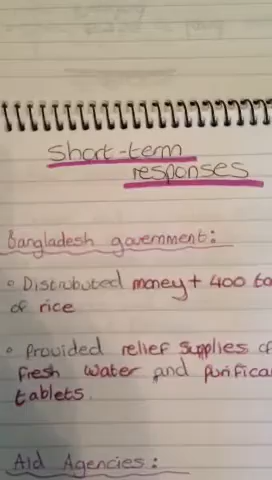 short-term
responses
Bangladesh government:
• Distributed money + 400
of rice
• Provided relief supplies
fresh water and
tablets.
Aid Agencies: